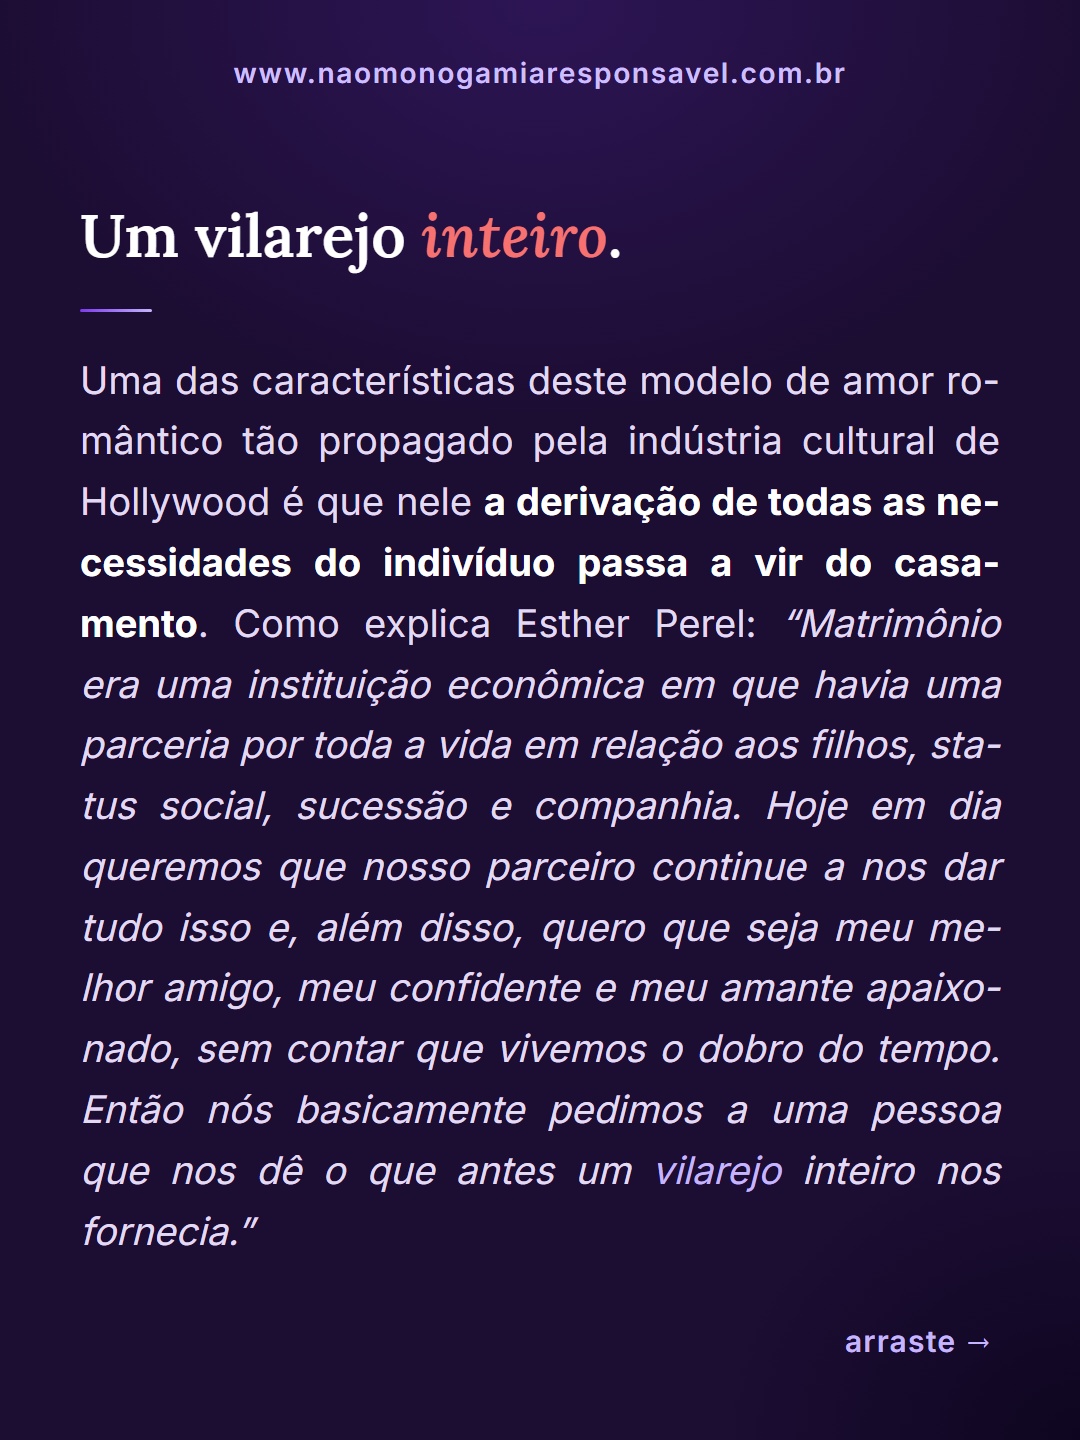 www.naomonogamiaresponsavel.com.br
Um vilarejo inteiro.
Uma das características deste modelo de amor ro-
mântico tão propagado pela indústria cultural de
Hollywood é que nele a derivação de todas as ne-
cessidades do indivíduo passa a vir do casa-
mento. Como explica Esther Perel: “Matrimônio
era uma instituição econômica em que havia uma
parceria por toda a vida em relação aos filhos, sta-
tus social, sucessão e companhia. Hoje em dia
queremos que nosso parceiro continue a nos dar
tudo isso e, além disso, quero que seja meu me-
lhor amigo, meu confidente e meu amante apaixo-
nado, sem contar que vivemos o dobro do tempo.
Então nós basicamente pedimos a uma pessoa
que nos dê o que antes um vilarejo inteiro nos
fornecia.”
arraste →